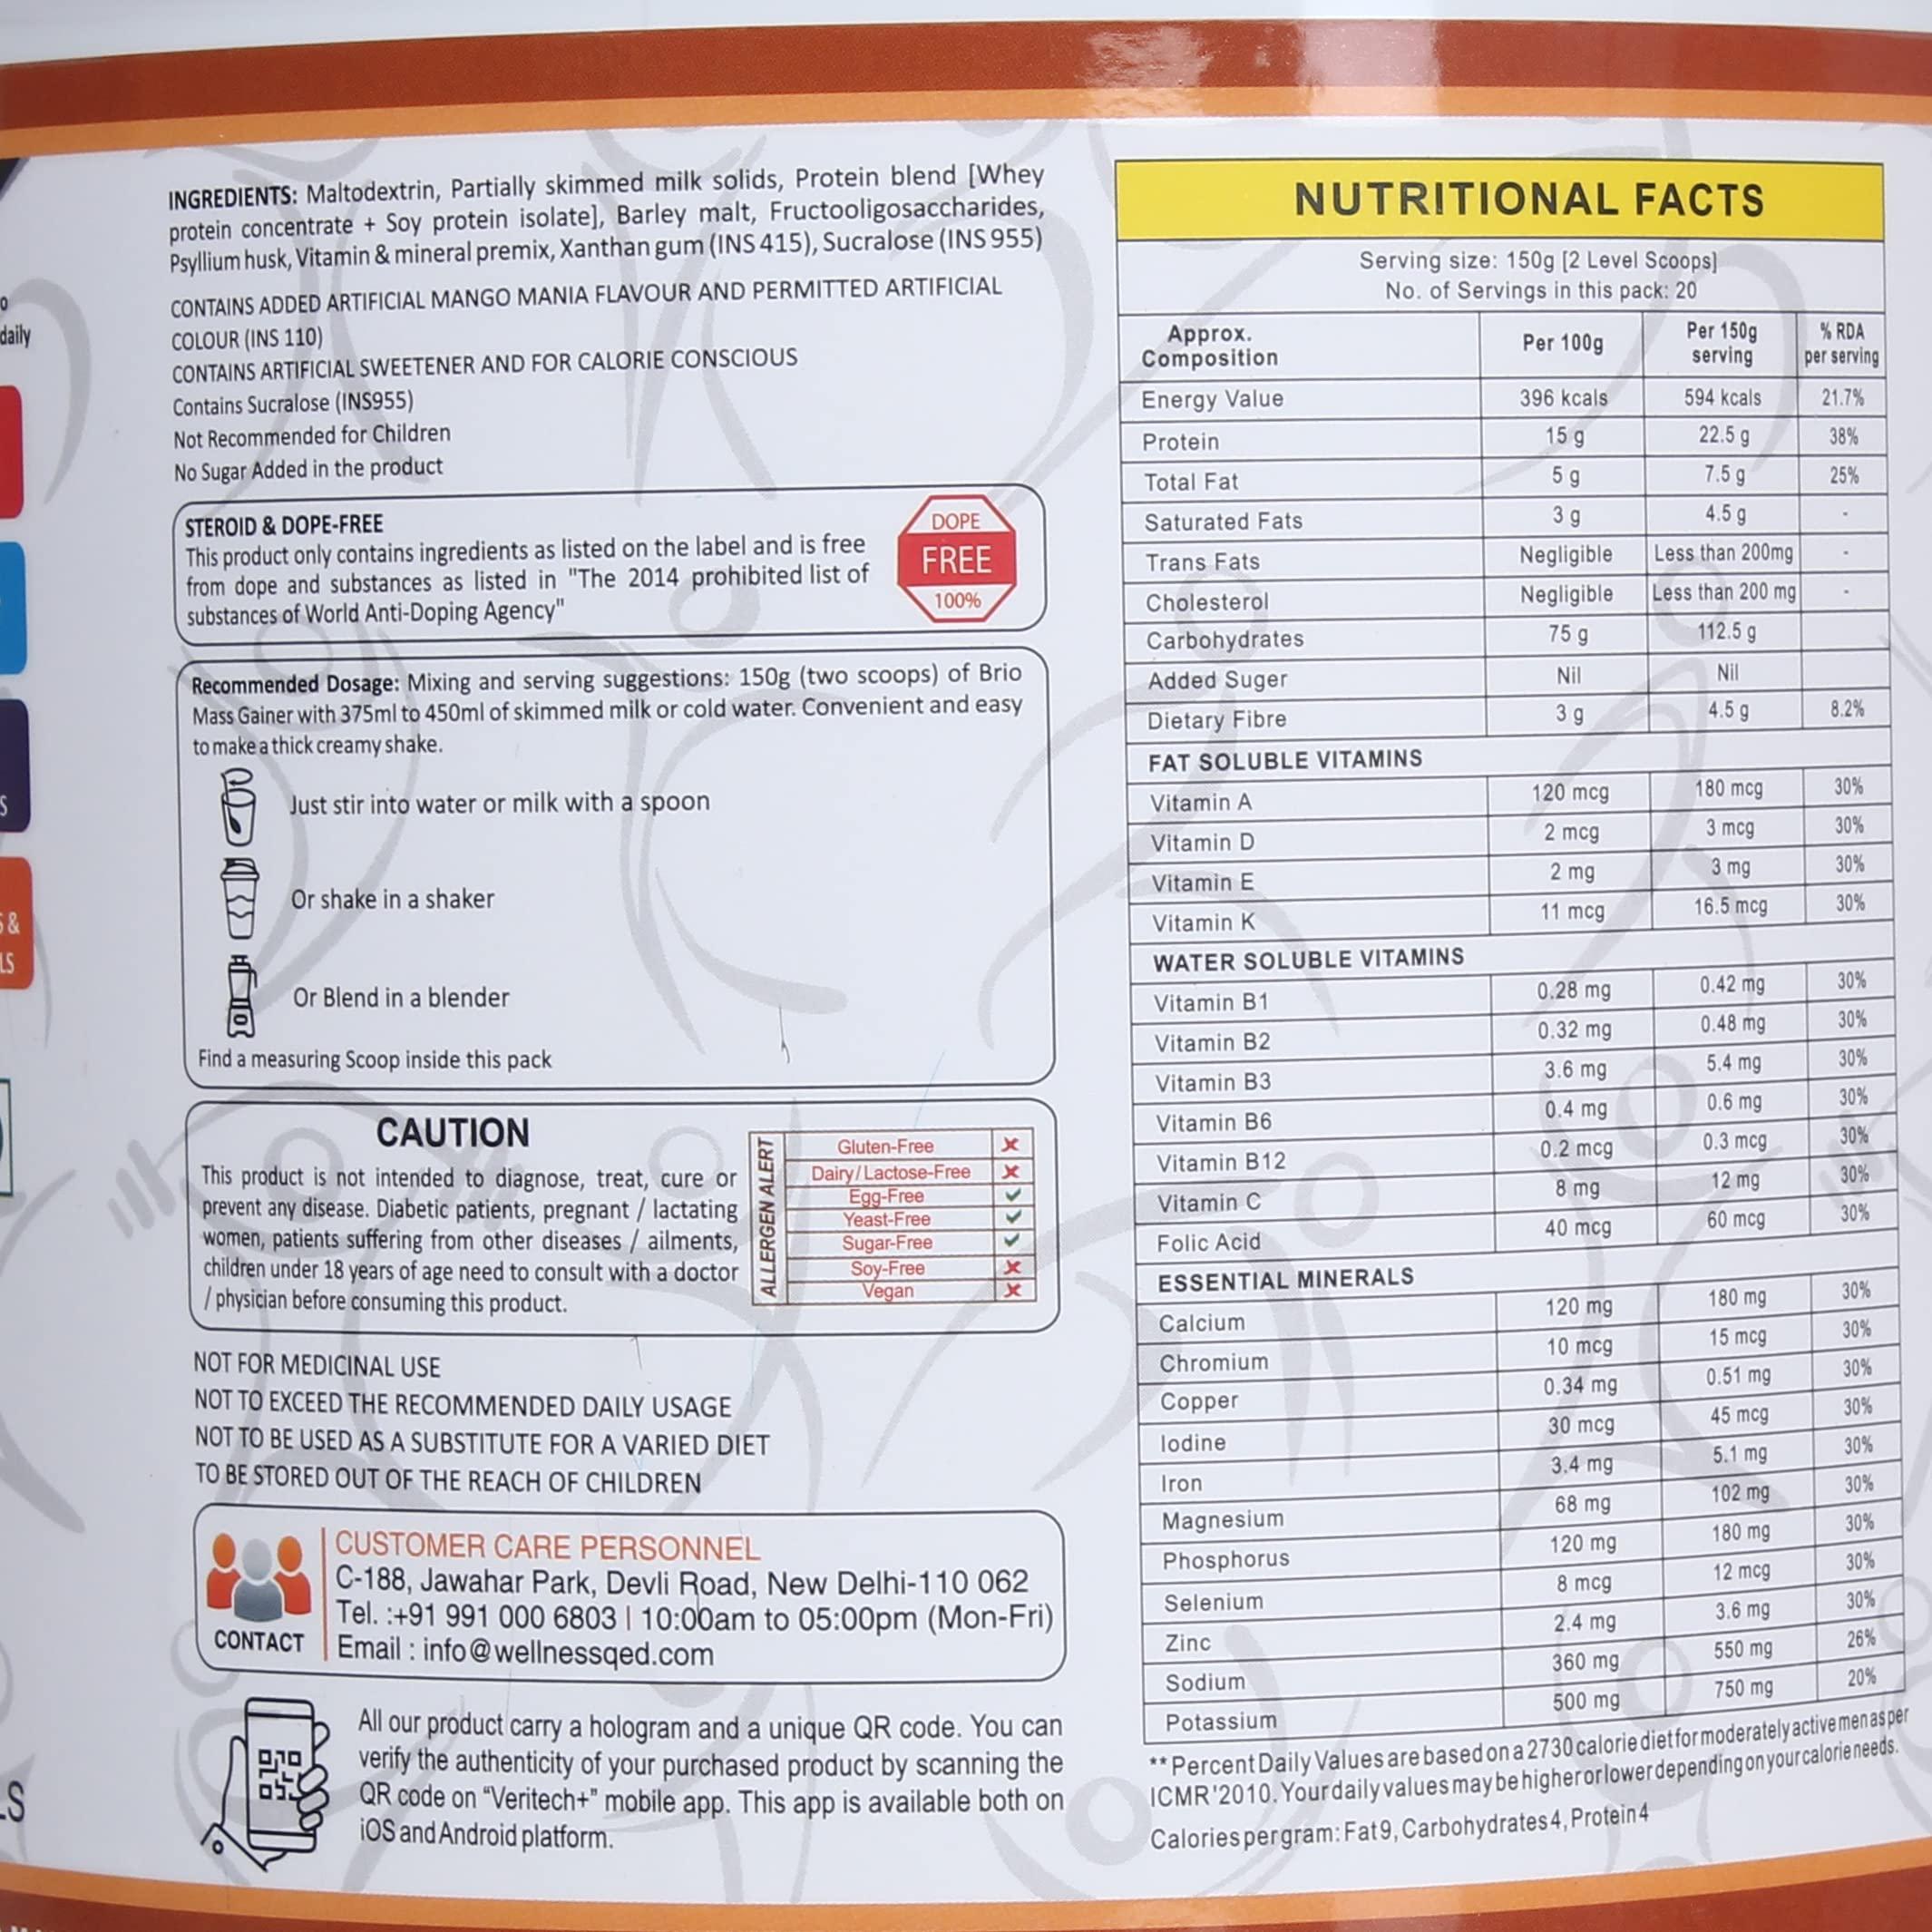 o
daily
S
S &
LS
LS
INGREDIENTS: Maltodextrin, Partially skimmed milk solids, Protein blend [Whey
protein concentrate + Soy protein isolate], Barley malt, Fructooligosaccharides,
Psyllium husk, Vitamin & mineral premix, Xanthan gum (INS 415), Sucralose (INS 955)
CONTAINS ADDED ARTIFICIAL MANGO MANIA FLAVOUR AND PERMITTED ARTIFICIAL
COLOUR (INS 110)
CONTAINS ARTIFICIAL SWEETENER AND FOR CALORIE CONSCIOUS
Contains Sucralose (INS955)
Not Recommended for Children
No Sugar Added in the product
STEROID & DOPE-FREE
This product only contains ingredients as listed on the label and is free
from dope and substances as listed in "The 2014 prohibited list of
substances of World Anti-Doping Agency"
DOPE
FREE
100%
Recommended Dosage: Mixing and serving suggestions: 150g (two scoops) of Brio
Mass Gainer with 375ml to 450ml of skimmed milk or cold water. Convenient and easy
to make a thick creamy shake.
Just stir into water or milk with a spoon
Or shake in a shaker
Or Blend in a blender
Find a measuring Scoop inside this pack
CAUTION
This product is not intended to diagnose, treat, cure or
prevent any disease. Diabetic patients, pregnant / lactating
women, patients suffering from other diseases / ailments,
children under 18 years of age need to consult with a doctor
/ physician before consuming this product.
ALLERGEN ALERT
Gluten-Free ✗
Dairy/Lactose-Free ✗
Egg-Free ✓
Yeast-Free ✓
Sugar-Free ✓
Soy-Free ✗
Vegan ✗
NOT FOR MEDICINAL USE
NOT TO EXCEED THE RECOMMENDED DAILY USAGE
NOT TO BE USED AS A SUBSTITUTE FOR A VARIED DIET
TO BE STORED OUT OF THE REACH OF CHILDREN
CONTACT
CUSTOMER CARE PERSONNEL
C-188, Jawahar Park, Devli Road, New Delhi-110 062
Tel. :+91 991 000 6803 | 10:00am to 05:00pm (Mon-Fri)
Email : info@wellnessqed.com
All our product carry a hologram and a unique QR code. You can
verify the authenticity of your purchased product by scanning the
QR code on “Veritech+” mobile app. This app is available both on
iOS and Android platform.
NUTRITIONAL FACTS
Serving size: 150g [2 Level Scoops]
No. of Servings in this pack: 20
Approx. Composition Per 100g Per 150g serving % RDA per serving
Energy Value 396 kcals 594 kcals 21.7%
Protein 15 g 22.5 g 38%
Total Fat 5 g 7.5 g 25%
Saturated Fats 3 g 4.5 g -
Trans Fats Negligible Less than 200mg -
Cholesterol Negligible Less than 200 mg -
Carbohydrates 75 g 112.5 g
Added Suger Nil Nil
Dietary Fibre 3 g 4.5 g 8.2%
FAT SOLUBLE VITAMINS
Vitamin A 120 mcg 180 mcg 30%
Vitamin D 2 mcg 3 mcg 30%
Vitamin E 2 mg 3 mg 30%
Vitamin K 11 mcg 16.5 mcg 30%
WATER SOLUBLE VITAMINS
Vitamin B1 0.28 mg 0.42 mg 30%
Vitamin B2 0.32 mg 0.48 mg 30%
Vitamin B3 3.6 mg 5.4 mg 30%
Vitamin B6 0.4 mg 0.6 mg 30%
Vitamin B12 0.2 mcg 0.3 mcg 30%
Vitamin C 8 mg 12 mg 30%
Folic Acid 40 mcg 60 mcg 30%
ESSENTIAL MINERALS
Calcium 120 mg 180 mg 30%
Chromium 10 mcg 15 mcg 30%
Copper 0.34 mg 0.51 mg 30%
Iodine 30 mcg 45 mcg 30%
Iron 3.4 mg 5.1 mg 30%
Magnesium 68 mg 102 mg 30%
Phosphorus 120 mg 180 mg 30%
Selenium 8 mcg 12 mcg 30%
Zinc 2.4 mg 3.6 mg 30%
Sodium 360 mg 550 mg 26%
Potassium 500 mg 750 mg 20%
** Percent Daily Values are based on a 2730 calorie diet for moderately active men as per
ICMR '2010. Your daily values may be higher or lower depending on your calorie needs.
Calories per gram: Fat 9, Carbohydrates 4, Protein 4